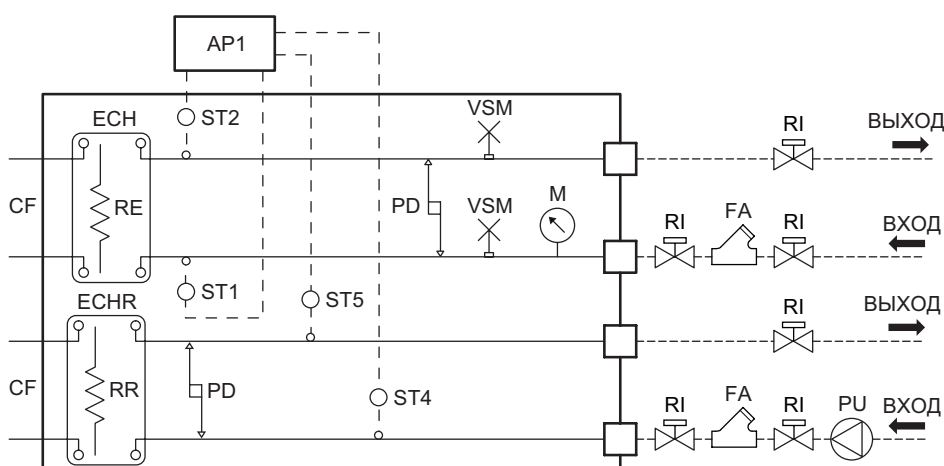 AP1
ECH
ST2
VSM
RI
ВЫХОД
CF
RE
PD
VSM
M
RI
FA
RI
ВХОД
ST1
ST5
ECHR
RI
ВЫХОД
CF
RR
PD
ST4
RI
FA
RI
PU
ВХОД